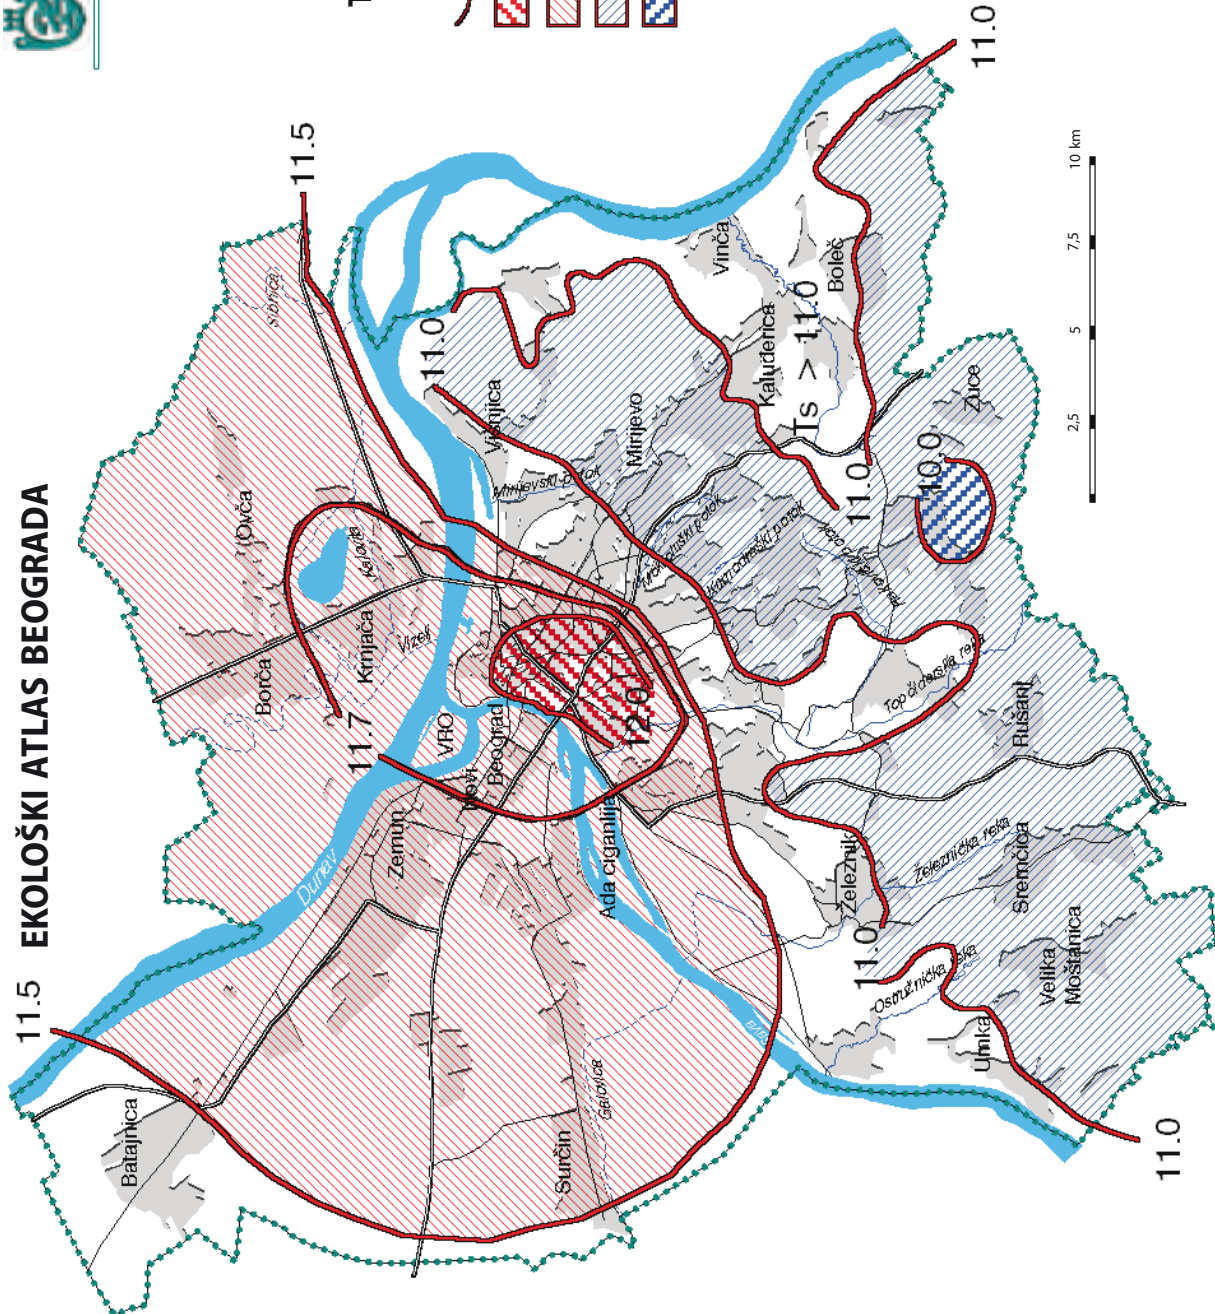 EKOLOŠKI ATLAS BEOGRADA
11.5
11.5
11.0
11.7
11.0
12.0
Ts > 11.0
11.0
10.0
11.0
11.0
Batajnica
Dunav
Zemun
Surčin
Galovica
Borča
Ovča
Krnjača
Kalovita
Vizelj
Sibnica
VRO
Novi
Beograd
Ada Ciganlija
Višnjica
Mirijevski potok
Mirijevo
Kaluđerica
Vinča
Boleč
Zuce
Topčiderska reka
Rušanj
Železnik
Železnička reka
Sremčica
Ostružnička reka
Velika
Moštanica
Umka
2,5 5 7,5 10 km